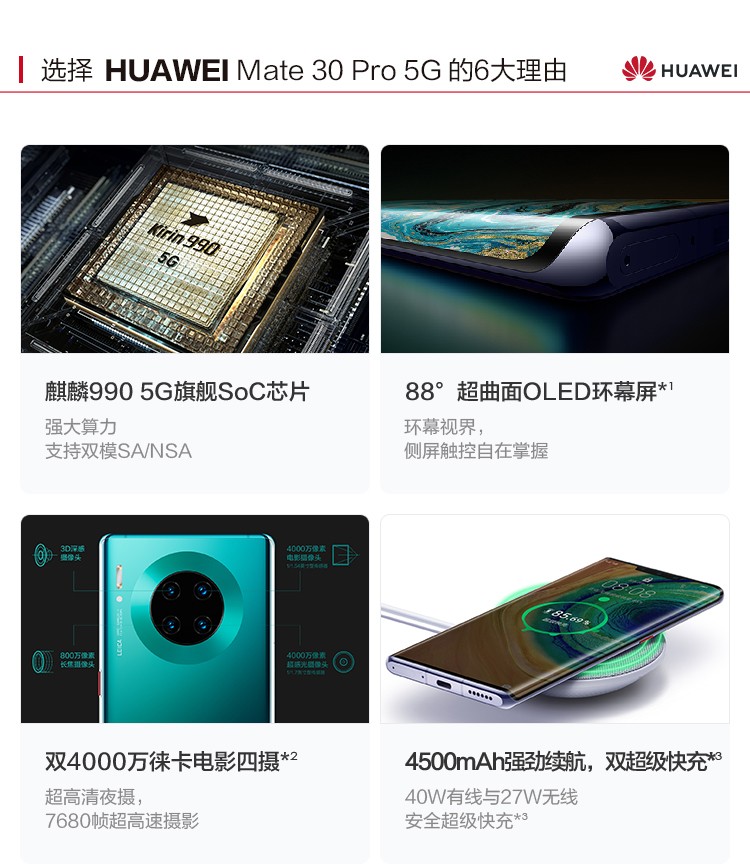 选择 HUAWEI Mate 30 Pro 5G 的6大理由
HUAWEI
Kirin 990
5G
麒麟990 5G旗舰SoC芯片
强大算力
支持双模SA/NSA
88°超曲面OLED环幕屏*1
环幕视界，
侧屏触控自在掌握
3D深感
摄像头
4000万像素
电影摄像头
800万像素
长焦摄像头
4000万像素
超感光摄像头
LEICA
双4000万徕卡电影四摄*2
超高清夜摄，
7680帧超高速摄影
08:08
85.69%
4500mAh强劲续航，双超级快充*3
40W有线与27W无线
安全超级快充*3